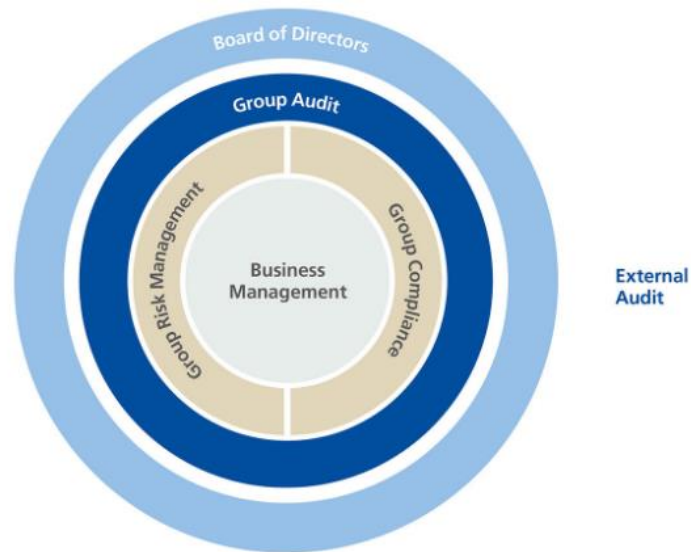 Board of Directors
Group Audit
Group Risk Management
Group Compliance
Business
Management
External
Audit